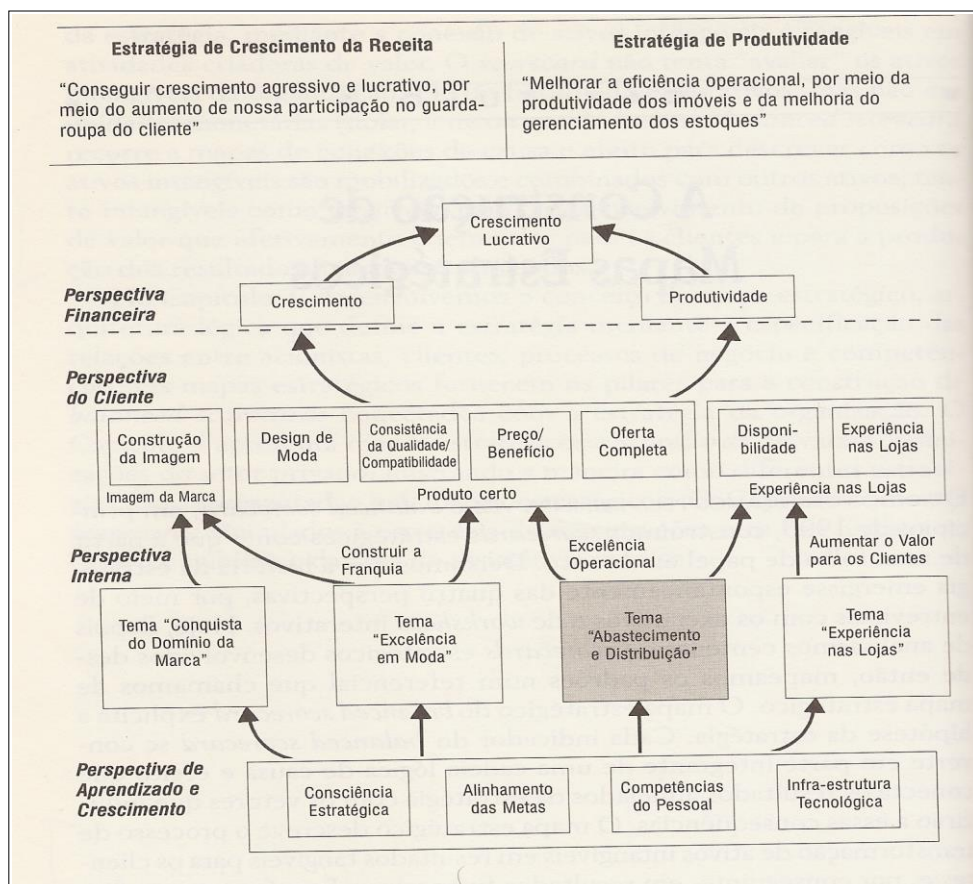 Estratégia de Crescimento da Receita
"Conseguir crescimento agressivo e lucrativo, por
meio do aumento de nossa participação no guarda-
roupa do cliente"
Estratégia de Produtividade
"Melhorar a eficiência operacional, por meio da
produtividade dos imóveis e da melhoria do
gerenciamento dos estoques"
A Construção de
Mapas Estratégicos
Crescimento
Lucrativo
Perspectiva
Financeira
Crescimento
Produtividade
Perspectiva
do Cliente
Construção
da Imagem
Design de
Moda
Consistência
da Qualidade/
Compatibilidade
Preço/
Benefício
Oferta
Completa
Disponi-
bilidade
Experiência
nas Lojas
Imagem da Marca
Produto certo
Experiência nas Lojas
Perspectiva
Interna
Construir a
Franquia
Excelência
Operacional
Aumentar o Valor
para os Clientes
Tema "Conquista
do Domínio da
Marca"
Tema
"Excelência
em Moda"
Tema
"Abastecimento
e Distribuição"
Tema
"Experiência
nas Lojas"
Perspectiva de
Aprendizado e
Crescimento
Consciência
Estratégica
Alinhamento
das Metas
Competências
do Pessoal
Infra-estrutura
Tecnológica